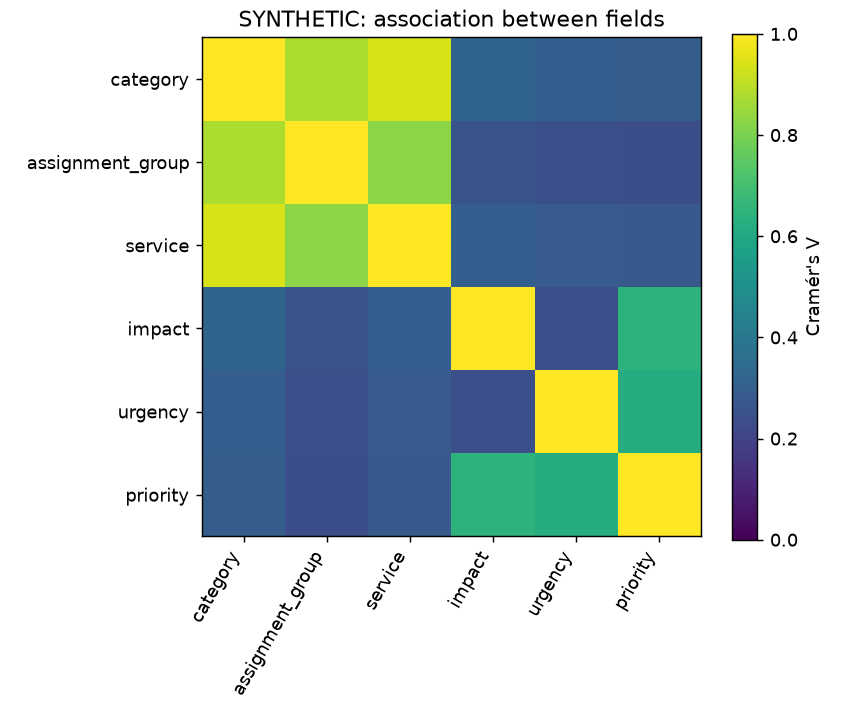 SYNTHETIC: association between fields
category
assignment_group
service
impact
urgency
priority
category
assignment_group
service
impact
urgency
priority
1.0
0.8
0.6
0.4
0.2
0.0
Cramér's V